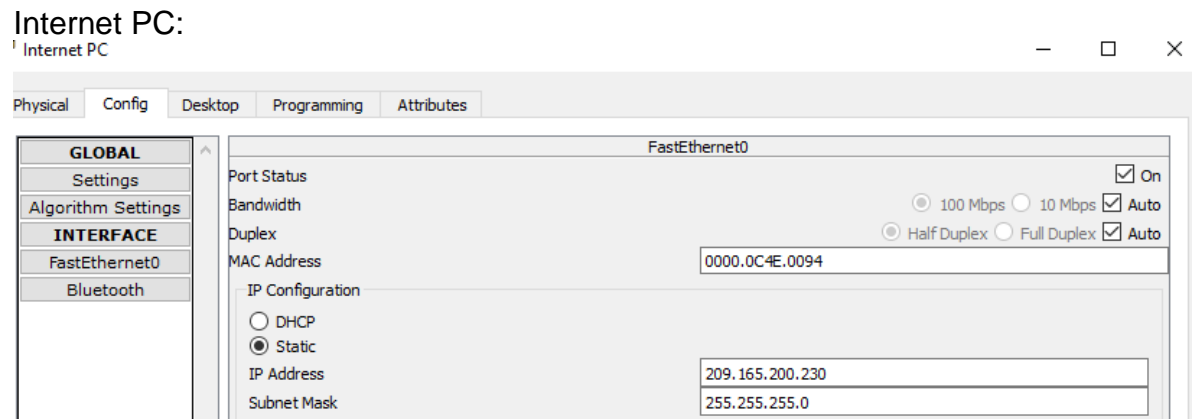 Internet PC:
Internet PC
Physical Config Desktop Programming Attributes
GLOBAL
Settings
Algorithm Settings
INTERFACE
FastEthernet0
Bluetooth
FastEthernet0
Port Status On
Bandwidth 100 Mbps 10 Mbps Auto
Duplex Half Duplex Full Duplex Auto
MAC Address 0000.0C4E.0094
IP Configuration
DHCP
Static
IP Address 209.165.200.230
Subnet Mask 255.255.255.0